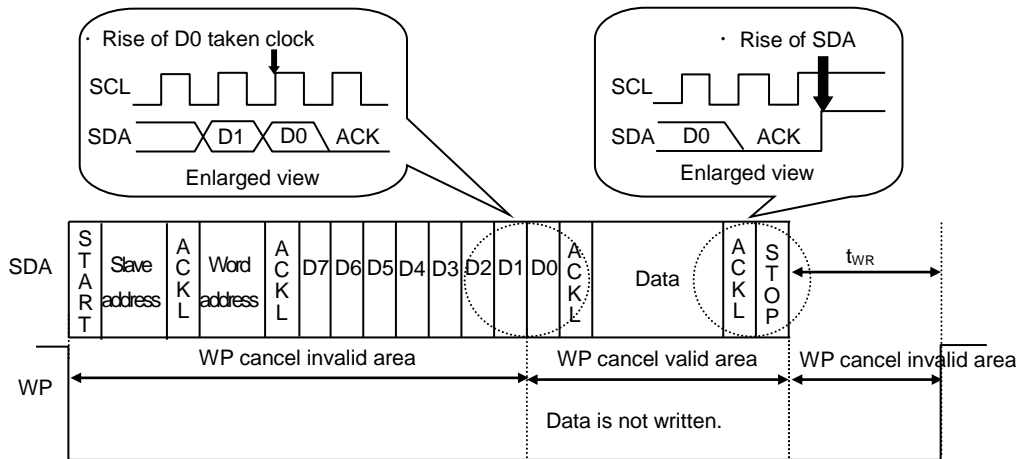 · Rise of D0 taken clock
SCL
SDA D1 D0 ACK
Enlarged view
· Rise of SDA
SCL
SDA D0 ACK
Enlarged view
SDA
START
Slave address
ACKL
Word address
ACKL
D7 D6 D5 D4 D3 D2 D1 D0
ACKL
Data
ACKL
STOP
tWR
WP
WP cancel invalid area
WP cancel valid area
WP cancel invalid area
Data is not written.